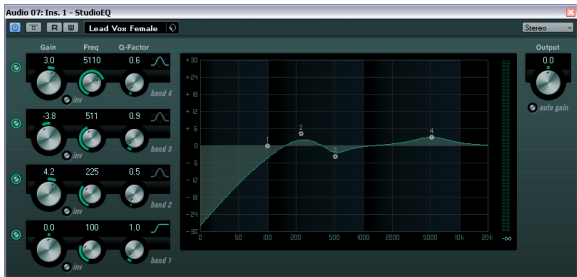 Audio 07: Ins. 1 - StudioEQ
R W Lead Vox Female Stereo
Gain Freq Q-Factor Output
3.0 5110 0.6 0.0
inv band 4 auto gain
-3.8 511 0.9
inv band 3
4.2 225 0.5
inv band 2
0.0 100 1.0
inv band 1
+30
+24
+18
+12
+6
0
-6
-12
-18
-24
-30
1 2 3 4
0 50 100 200 500 1000 2000 5000 10k 20k -∞